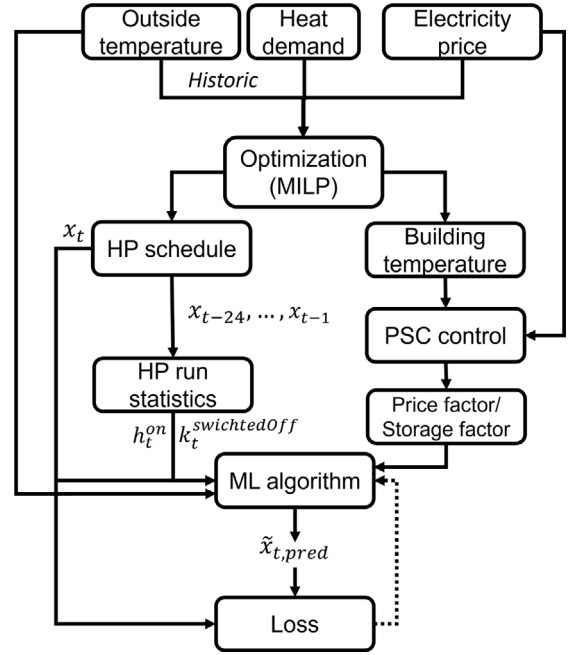 Outside
temperature
Heat
demand
Electricity
price
Historic
Optimization
(MILP)
x_t
HP schedule
Building
temperature
x_{t-24}, ..., x_{t-1}
PSC control
HP run
statistics
Price factor/
Storage factor
h_t^{on} k_t^{swichtedOff}
ML algorithm
x̃_{t,pred}
Loss